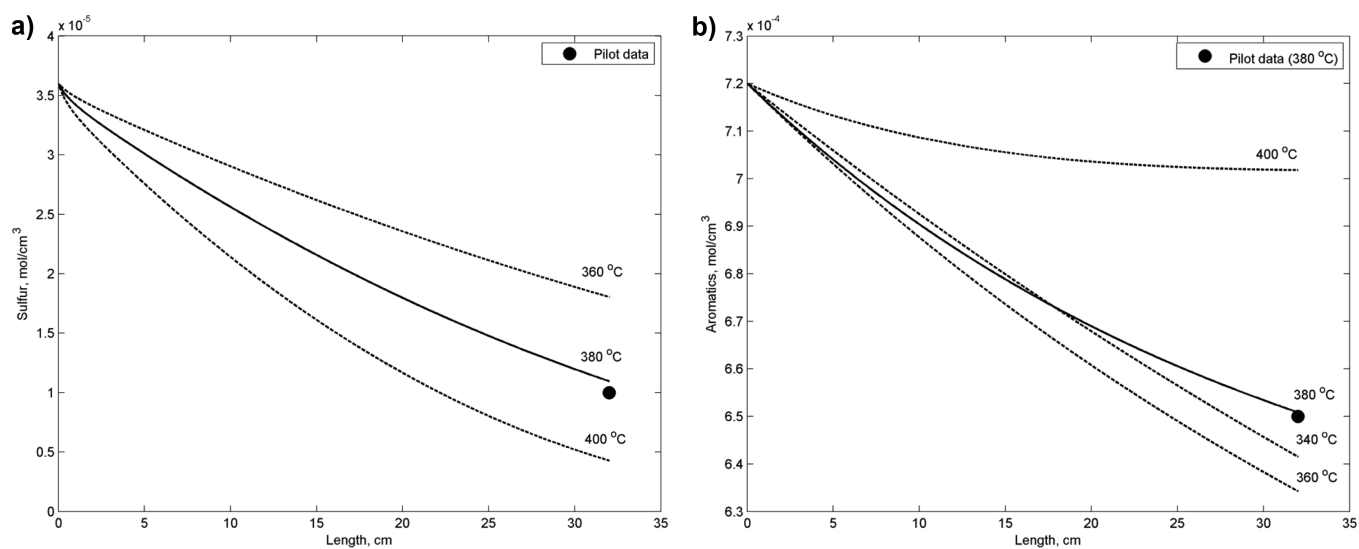 a)
x 10⁻⁵
4
3.5
3
2.5
2
1.5
1
0.5
0
Sulfur, mol/cm³
Pilot data
360 °C
380 °C
400 °C
0 5 10 15 20 25 30 35
Length, cm
b)
x 10⁻⁴
7.3
7.2
7.1
7
6.9
6.8
6.7
6.6
6.5
6.4
6.3
Aromatics, mol/cm³
Pilot data (380 °C)
400 °C
380 °C
340 °C
360 °C
0 5 10 15 20 25 30 35
Length, cm